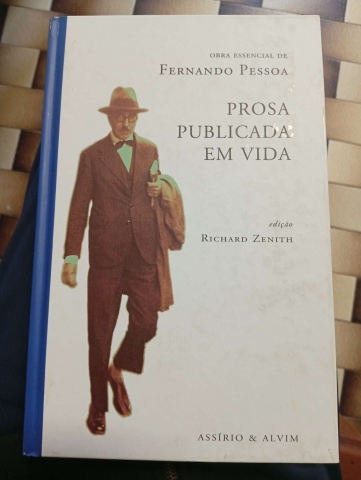 OBRA ESSENCIAL DE
FERNANDO PESSOA
PROSA
PUBLICADA
EM VIDA
edição
RICHARD ZENITH
ASSÍRIO & ALVIM